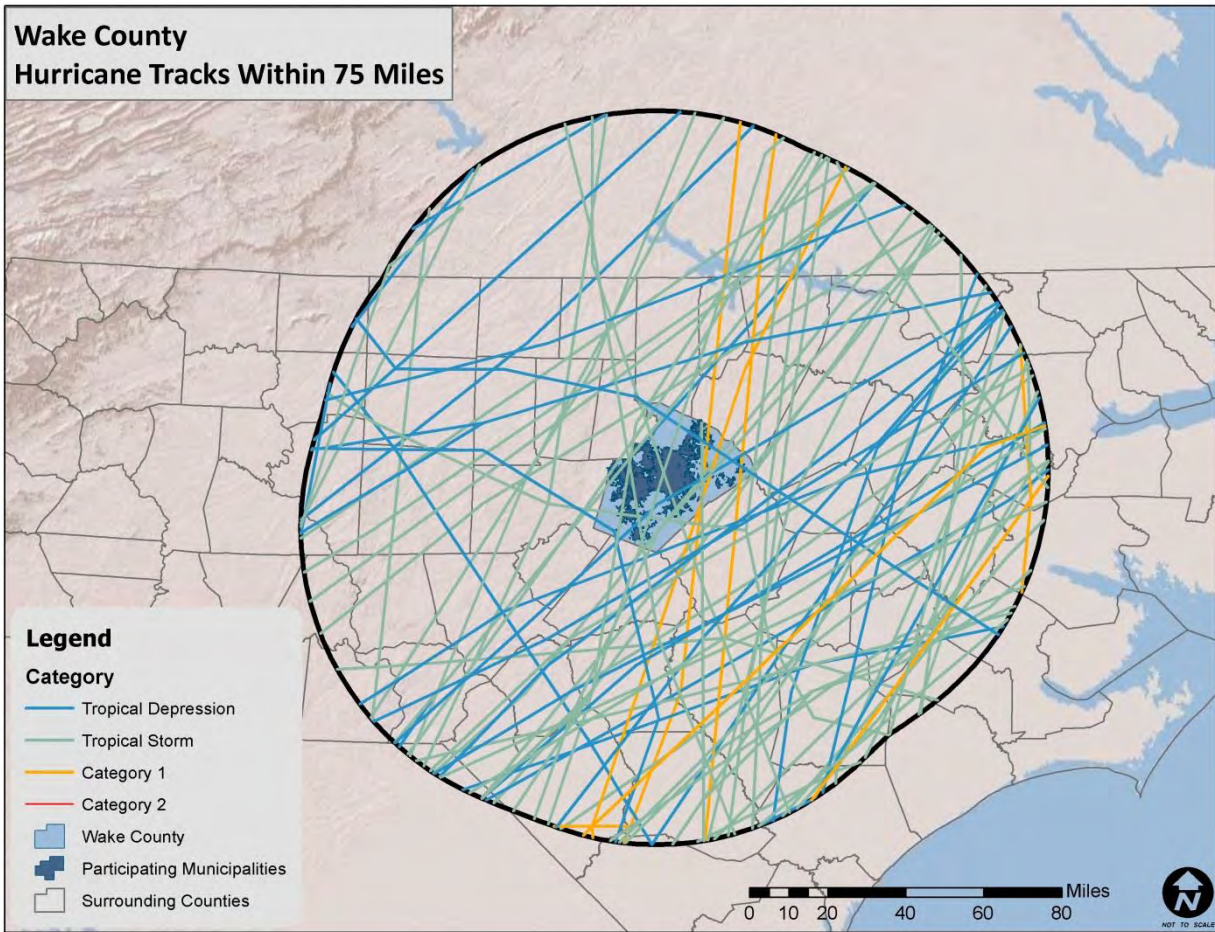 Wake County
Hurricane Tracks Within 75 Miles
Legend
Category
Tropical Depression
Tropical Storm
Category 1
Category 2
Wake County
Participating Municipalities
Surrounding Counties
Miles
0 10 20 40 60 80
N
NOT TO SCALE